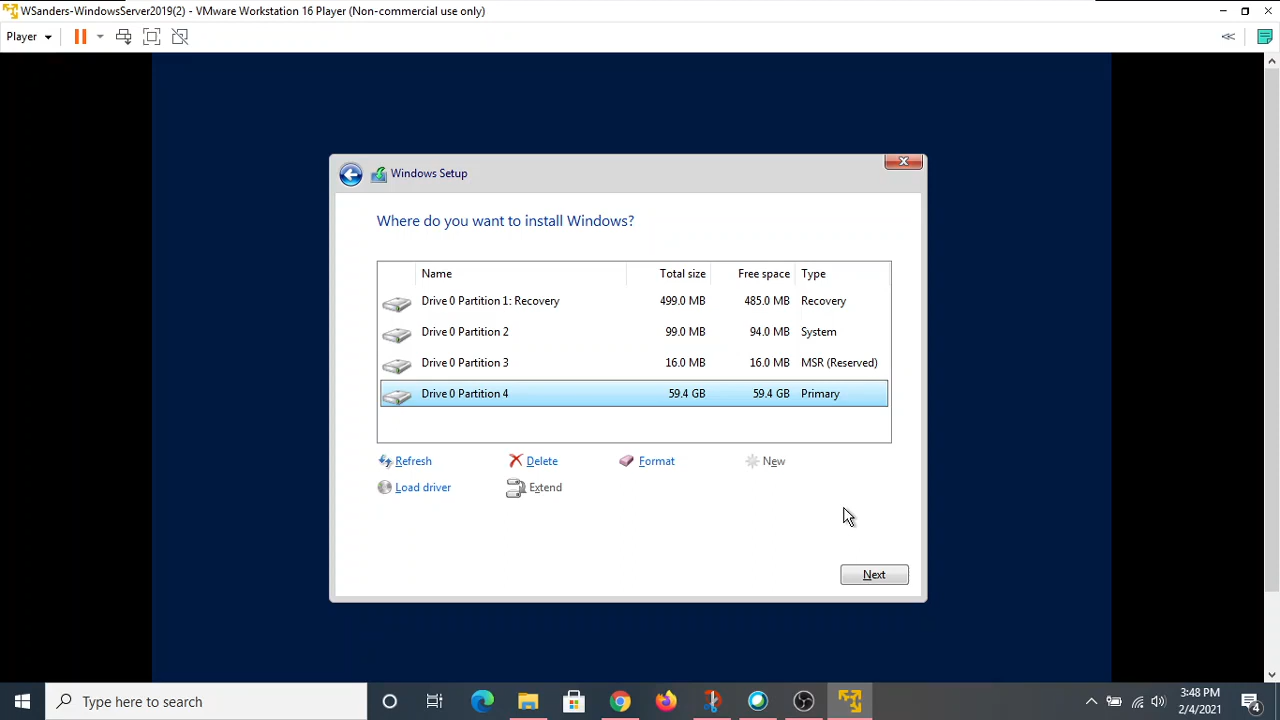 WSanders-WindowsServer2019(2) - VMware Workstation 16 Player (Non-commercial use only)
Player
Windows Setup
Where do you want to install Windows?
Name Total size Free space Type
Drive 0 Partition 1: Recovery 499.0 MB 485.0 MB Recovery
Drive 0 Partition 2 99.0 MB 94.0 MB System
Drive 0 Partition 3 16.0 MB 16.0 MB MSR (Reserved)
Drive 0 Partition 4 59.4 GB 59.4 GB Primary
Refresh Delete Format New
Load driver Extend
Next
Type here to search
3:48 PM
2/4/2021
4